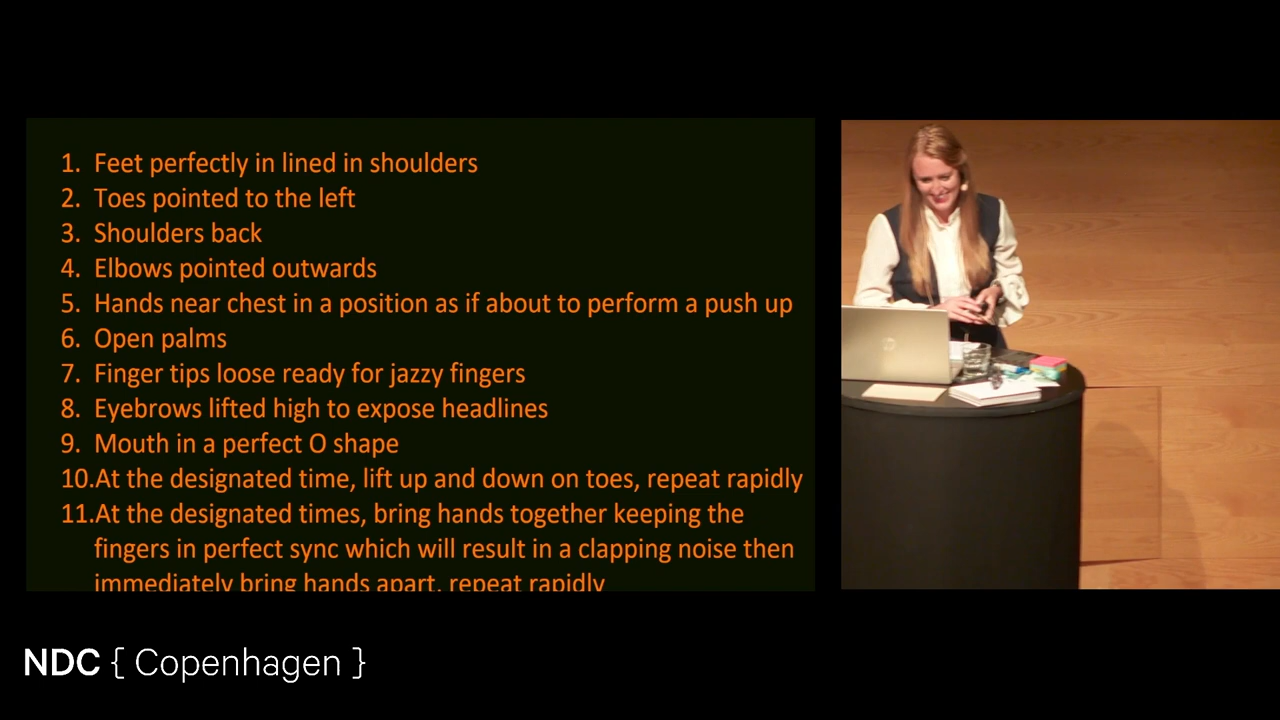 1. Feet perfectly in lined in shoulders
2. Toes pointed to the left
3. Shoulders back
4. Elbows pointed outwards
5. Hands near chest in a position as if about to perform a push up
6. Open palms
7. Finger tips loose ready for jazzy fingers
8. Eyebrows lifted high to expose headlines
9. Mouth in a perfect O shape
10.At the designated time, lift up and down on toes, repeat rapidly
11.At the designated times, bring hands together keeping the
fingers in perfect sync which will result in a clapping noise then
immediately bring hands apart, repeat rapidly
NDC { Copenhagen }